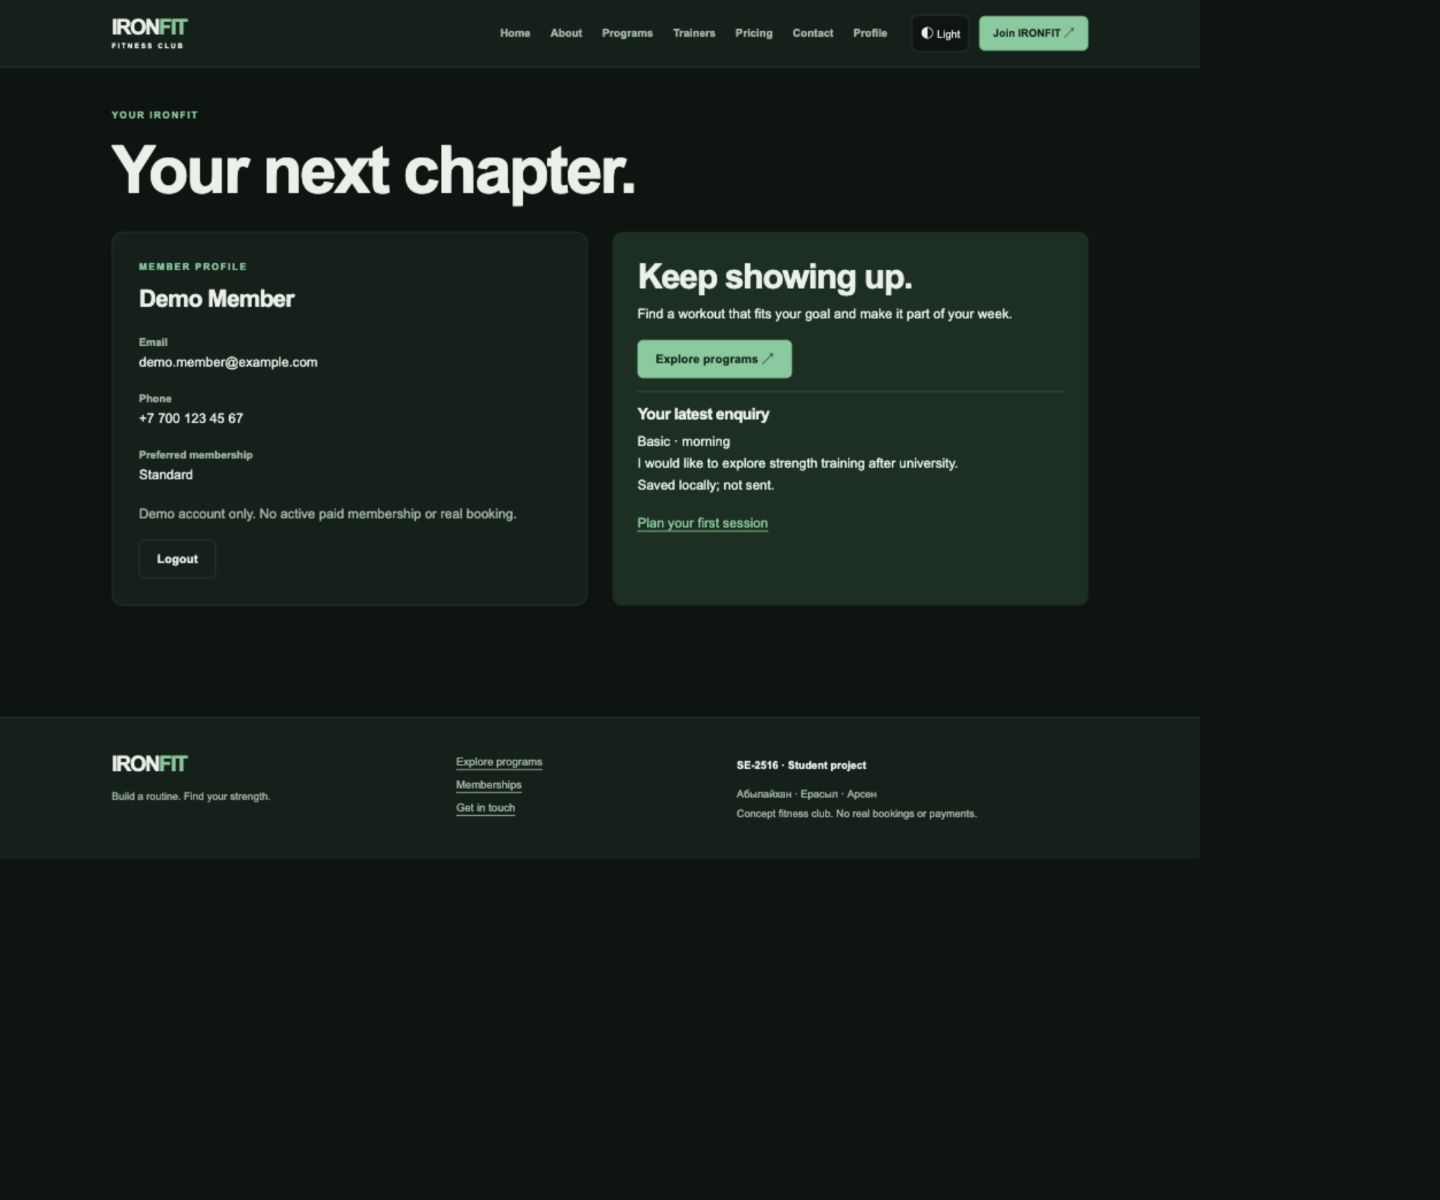 IRONFIT
FITNESS CLUB
Home About Programs Trainers Pricing Contact Profile Light Join IRONFIT ↗
YOUR IRONFIT
Your next chapter.
MEMBER PROFILE
Demo Member
Email
demo.member@example.com
Phone
+7 700 123 45 67
Preferred membership
Standard
Demo account only. No active paid membership or real booking.
Logout
Keep showing up.
Find a workout that fits your goal and make it part of your week.
Explore programs ↗
Your latest enquiry
Basic · morning
I would like to explore strength training after university.
Saved locally; not sent.
Plan your first session
IRONFIT
Build a routine. Find your strength.
Explore programs
Memberships
Get in touch
SE-2516 · Student project
Абылайхан · Ерасыл · Арсен
Concept fitness club. No real bookings or payments.